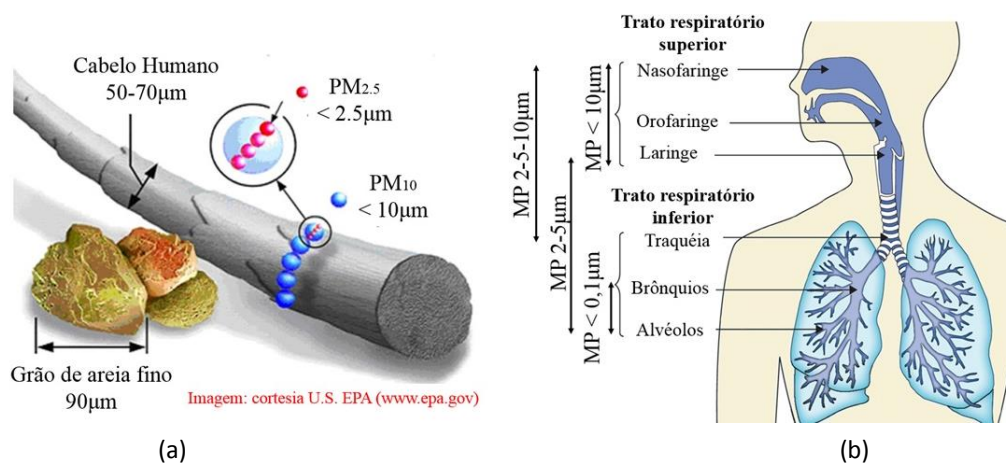 Cabelo Humano
50-70µm
PM2.5
< 2.5µm
PM10
< 10µm
Grão de areia fino
90µm
Imagem: cortesia U.S. EPA (www.epa.gov)
(a)
Trato respiratório
superior
Nasofaringe
Orofaringe
Laringe
Trato respiratório
inferior
Traquéia
Brônquios
Alvéolos
MP 2-5-10µm
MP 2-5µm
MP < 10µm
MP < 0,1µm
(b)